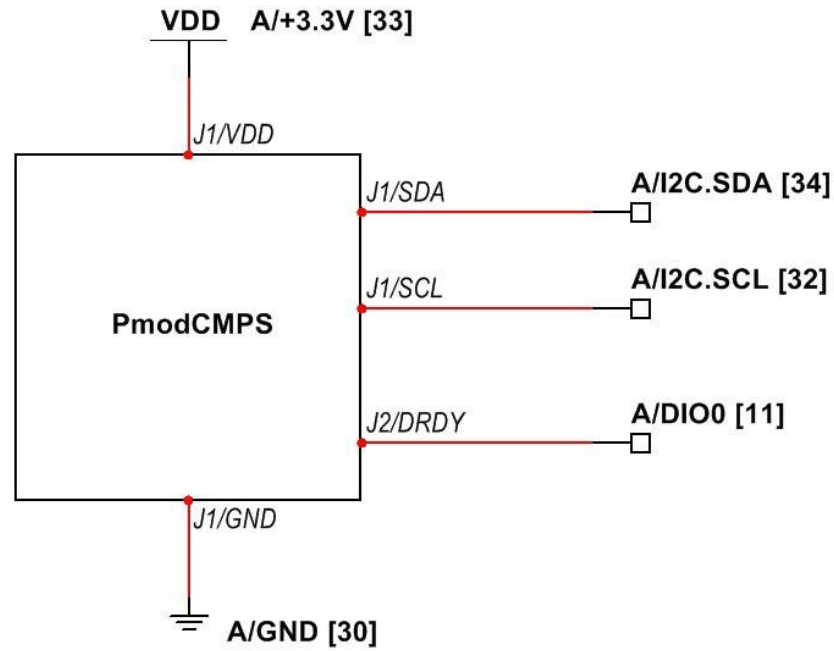 VDD A/+3.3V [33]
J1/VDD
J1/SDA
A/I2C.SDA [34]
J1/SCL
A/I2C.SCL [32]
PmodCMPS
J2/DRDY
A/DIO0 [11]
J1/GND
A/GND [30]